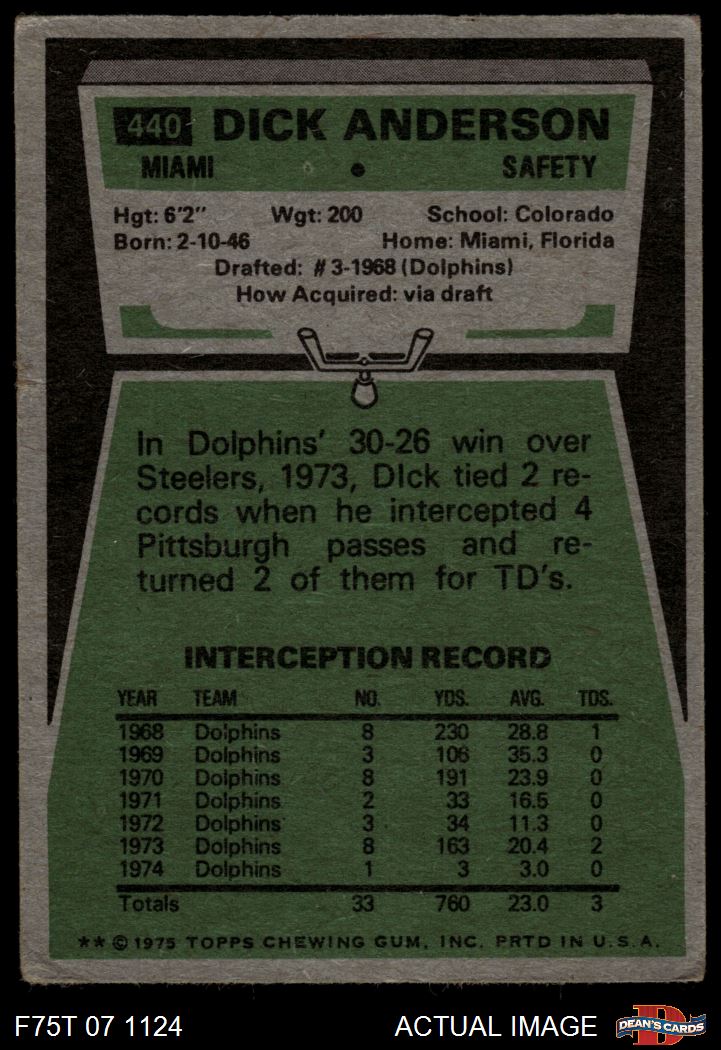 440 DICK ANDERSON
MIAMI • SAFETY
Hgt: 6'2" Wgt: 200 School: Colorado
Born: 2-10-46 Home: Miami, Florida
Drafted: #3-1968 (Dolphins)
How Acquired: via draft
In Dolphins' 30-26 win over
Steelers, 1973, DIck tied 2 re-
cords when he intercepted 4
Pittsburgh passes and re-
turned 2 of them for TD's.
INTERCEPTION RECORD
YEAR TEAM NO. YDS. AVG. TDS.
1968 Dolphins 8 230 28.8 1
1969 Dolphins 3 106 35.3 0
1970 Dolphins 8 191 23.9 0
1971 Dolphins 2 33 16.5 0
1972 Dolphins 3 34 11.3 0
1973 Dolphins 8 163 20.4 2
1974 Dolphins 1 3 3.0 0
Totals 33 760 23.0 3
** © 1975 TOPPS CHEWING GUM, INC. PRTD IN U.S.A.
F75T 07 1124 ACTUAL IMAGE D DEAN'S CARDS